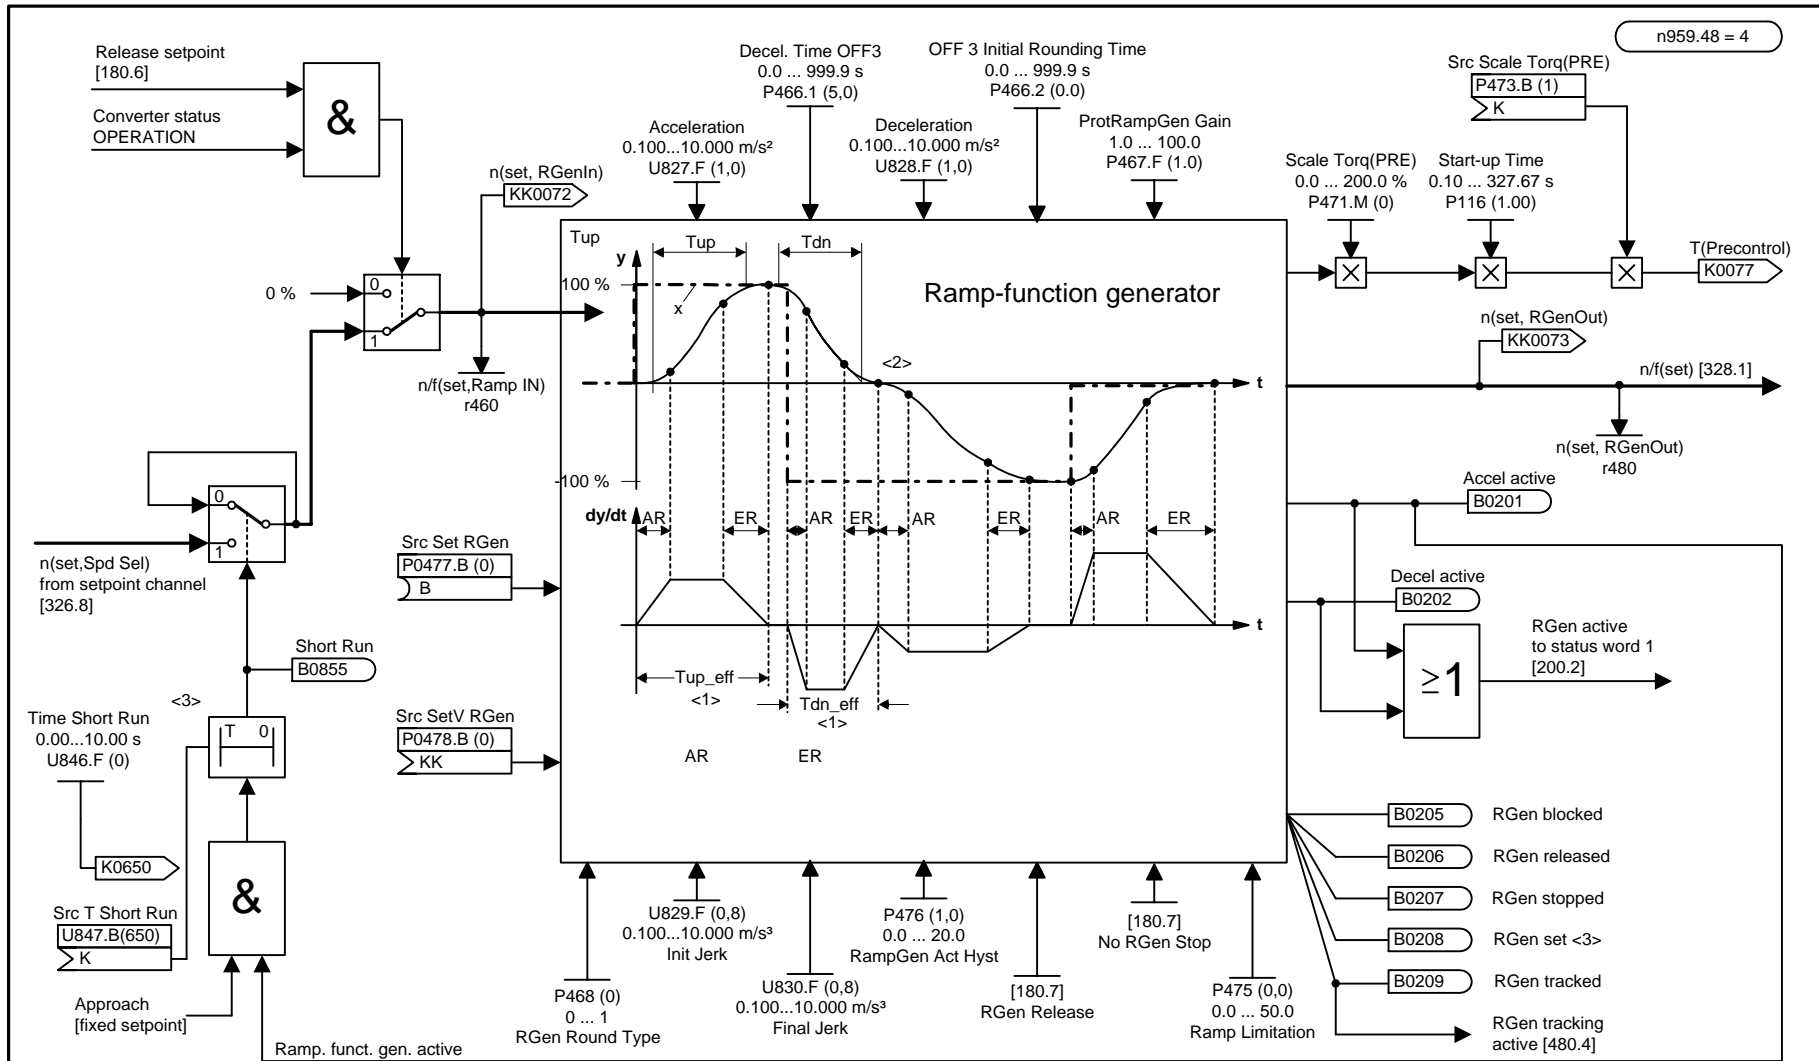 n959.48 = 4
Release setpoint
[180.6]
Converter status
OPERATION
&
Decel. Time OFF3
0.0 ... 999.9 s
P466.1 (5,0)
OFF 3 Initial Rounding Time
0.0 ... 999.9 s
P466.2 (0.0)
Src Scale Torq(PRE)
P473.B (1)
K
Acceleration
0.100...10.000 m/s²
U827.F (1,0)
Deceleration
0.100...10.000 m/s²
U828.F (1,0)
ProtRampGen Gain
1.0 ... 100.0
P467.F (1.0)
Scale Torq(PRE)
0.0 ... 200.0 %
P471.M (0)
Start-up Time
0.10 ... 327.67 s
P116 (1.00)
n(set, RGenIn)
KK0072
T(Precontrol)
K0077
0 %
0
1
n/f(set,Ramp IN)
r460
Tup
Tup
Tdn
y
100 %
x
Ramp-function generator
<2>
t
-100 %
dy/dt
AR
ER
AR
ER
AR
ER
AR
ER
t
Tup_eff
<1>
Tdn_eff
<1>
AR
ER
n(set, RGenOut)
KK0073
n/f(set) [328.1]
n(set, RGenOut)
r480
Accel active
B0201
Decel active
B0202
≥1
RGen active
to status word 1
[200.2]
0
1
n(set,Spd Sel)
from setpoint channel
[326.8]
Src Set RGen
P0477.B (0)
B
Src SetV RGen
P0478.B (0)
KK
Short Run
B0855
<3>
T 0
Time Short Run
0.00...10.00 s
U846.F (0)
K0650
Src T Short Run
U847.B(650)
K
&
Approach
[fixed setpoint]
Ramp. funct. gen. active
P468 (0)
0 ... 1
RGen Round Type
U829.F (0,8)
0.100...10.000 m/s³
Init Jerk
U830.F (0,8)
0.100...10.000 m/s³
Final Jerk
P476 (1,0)
0.0 ... 20.0
RampGen Act Hyst
[180.7]
RGen Release
[180.7]
No RGen Stop
P475 (0,0)
0.0 ... 50.0
Ramp Limitation
B0205 RGen blocked
B0206 RGen released
B0207 RGen stopped
B0208 RGen set <3>
B0209 RGen tracked
RGen tracking
active [480.4]